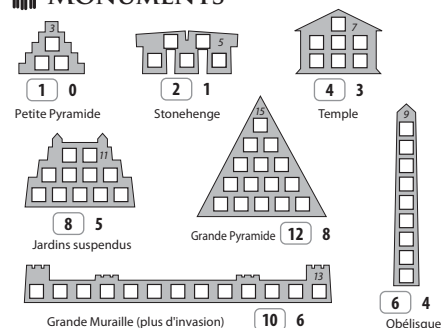 MONUMENTS
3
5
7
1 0
Petite Pyramide
2 1
Stonehenge
4 3
Temple
11
15
9
8 5
Jardins suspendus
Grande Pyramide 12 8
13
Grande Muraille (plus d'invasion) 10 6
6 4
Obélisque